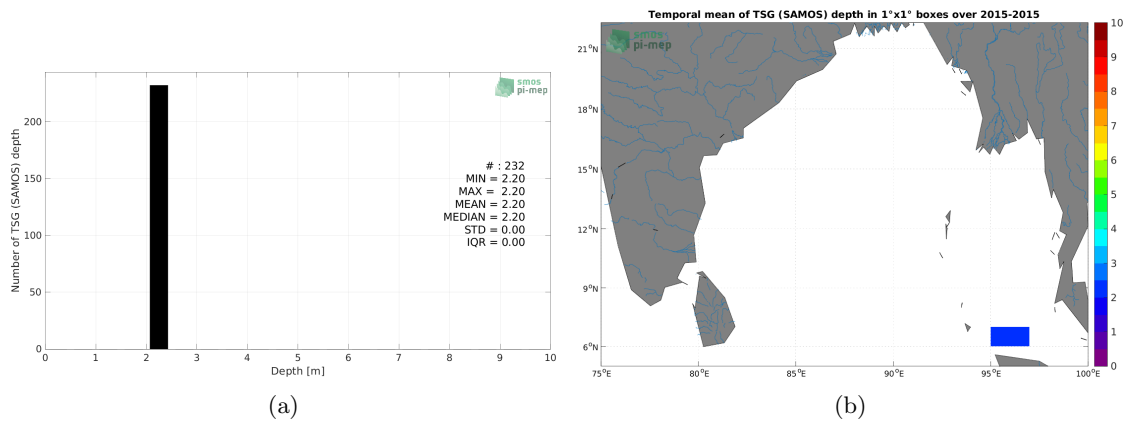 smos
pi-mep
Number of TSG (SAMOS) depth
200
150
100
50
0
# : 232
MIN = 2.20
MAX = 2.20
MEAN = 2.20
MEDIAN = 2.20
STD = 0.00
IQR = 0.00
0 1 2 3 4 5 6 7 8 9 10
Depth [m]
(a)
Temporal mean of TSG (SAMOS) depth in 1°x1° boxes over 2015-2015
smos
pi-mep
21°N
18°N
15°N
12°N
9°N
6°N
75°E 80°E 85°E 90°E 95°E 100°E
10
9
8
7
6
5
4
3
2
1
0
(b)